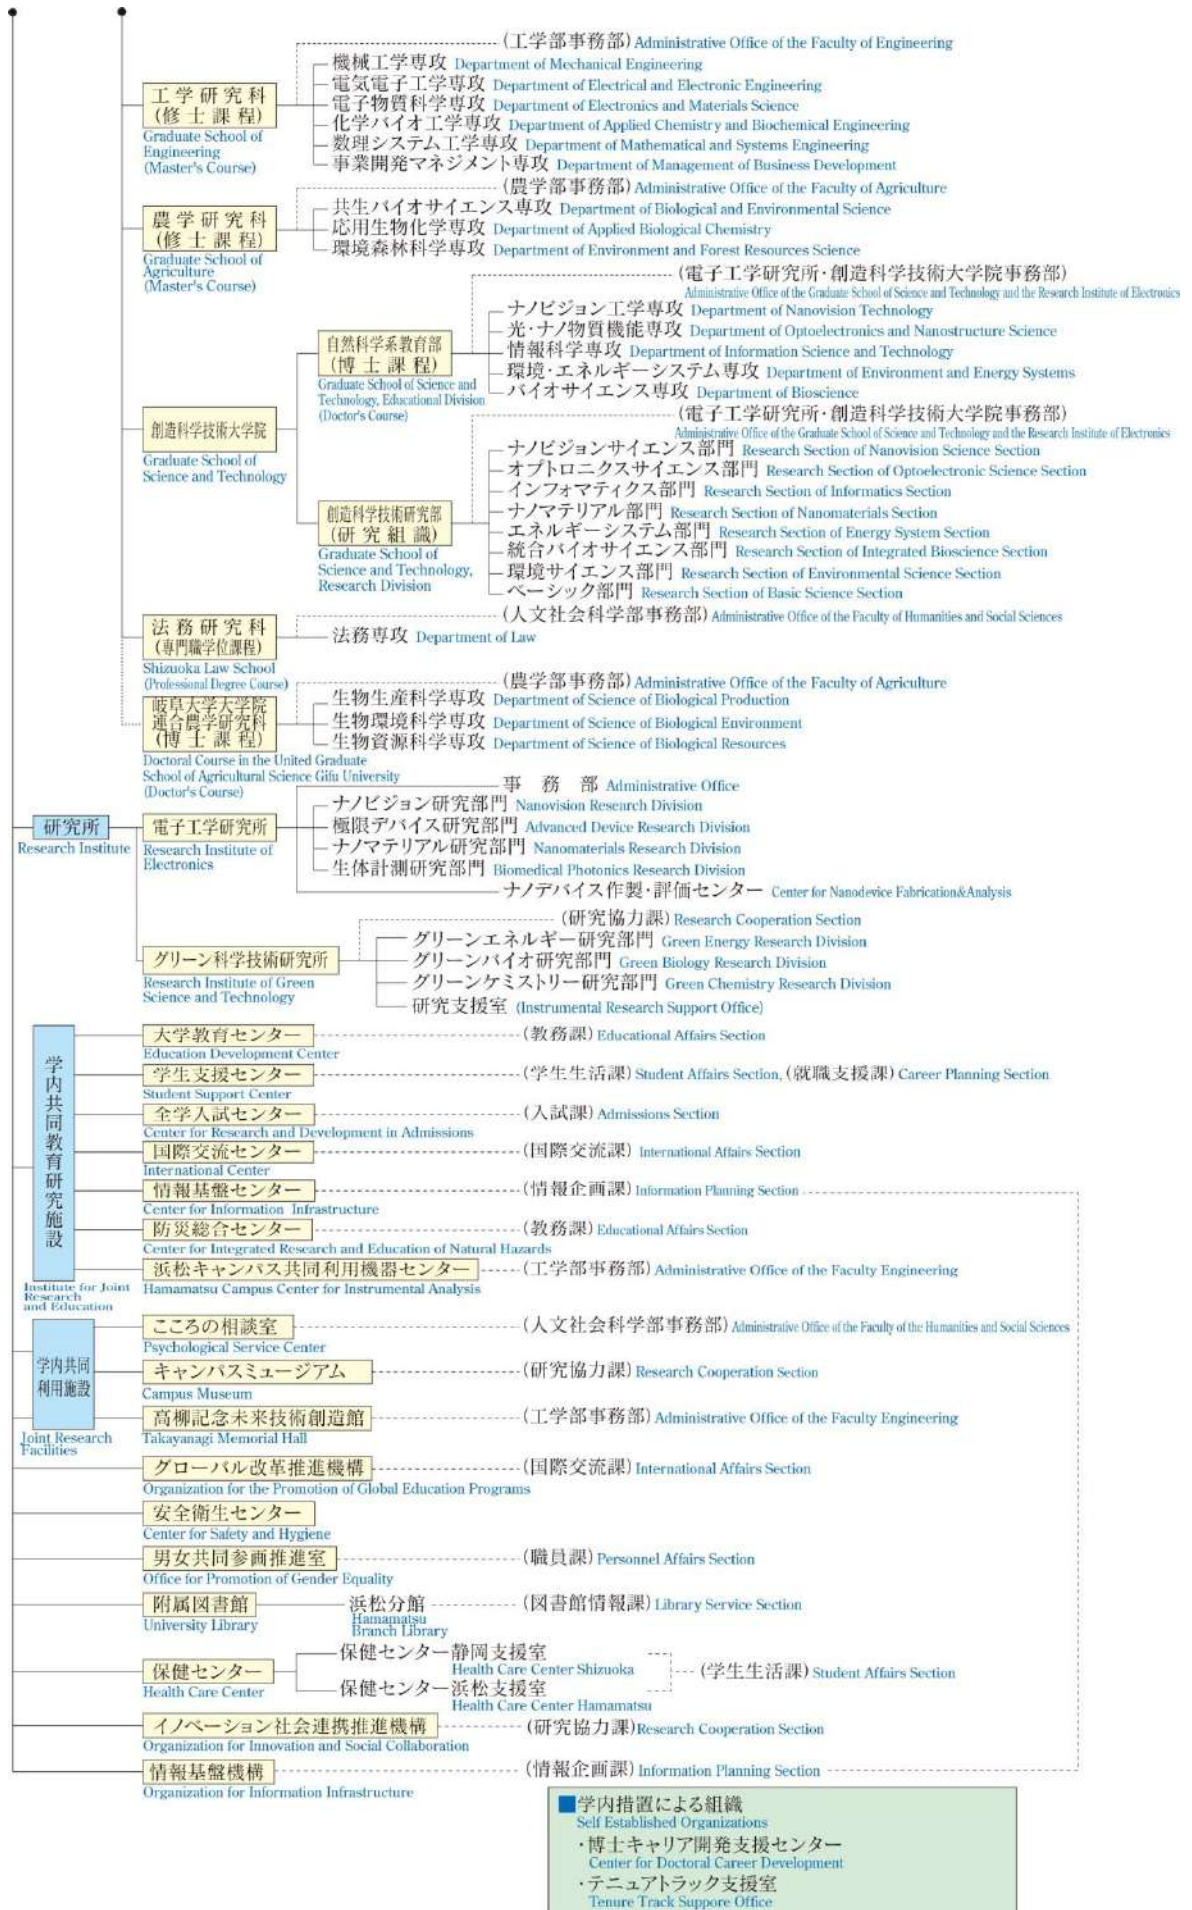 (工学部事務部) Administrative Office of the Faculty of Engineering
機械工学専攻 Department of Mechanical Engineering
電気電子工学専攻 Department of Electrical and Electronic Engineering
工学研究科
(修士課程)
電子物質科学専攻 Department of Electronics and Materials Science
化学バイオ工学専攻 Department of Applied Chemistry and Biochemical Engineering
Graduate School of
Engineering
(Master's Course)
数理システム工学専攻 Department of Mathematical and Systems Engineering
事業開発マネジメント専攻 Department of Management of Business Development
(農学部事務部) Administrative Office of the Faculty of Agriculture
農学研究科
(修士課程)
共生バイオサイエンス専攻 Department of Biological and Environmental Science
応用生物化学専攻 Department of Applied Biological Chemistry
環境森林科学専攻 Department of Environment and Forest Resources Science
Graduate School of
Agriculture
(Master's Course)
(電子工学研究所・創造科学技術大学院事務部)
Administrative Office of the Graduate School of Science and Technology and the Research Institute of Electronics
ナノビジョン工学専攻 Department of Nanovision Technology
光・ナノ物質機能専攻 Department of Optoelectronics and Nanostructure Science
自然科学系教育部
(博士課程)
情報科学専攻 Department of Information Science and Technology
環境・エネルギーシステム専攻 Department of Environment and Energy Systems
バイオサイエンス専攻 Department of Bioscience
Graduate School of Science and
Technology, Educational Division
(Doctor's Course)
創造科学技術大学院
Graduate School of
Science and Technology
(電子工学研究所・創造科学技術大学院事務部)
Administrative Office of the Graduate School of Science and Technology and the Research Institute of Electronics
ナノビジョンサイエンス部門 Research Section of Nanovision Science Section
オプトロニクスサイエンス部門 Research Section of Optoelectronic Science Section
インフォマティクス部門 Research Section of Informatics Section
創造科学技術研究部
(研究組織)
ナノマテリアル部門 Research Section of Nanomaterials Section
エネルギーシステム部門 Research Section of Energy System Section
統合バイオサイエンス部門 Research Section of Integrated Bioscience Section
環境サイエンス部門 Research Section of Environmental Science Section
ベーシック部門 Research Section of Basic Science Section
Graduate School of
Science and Technology,
Research Division
(人文社会科学部事務部) Administrative Office of the Faculty of Humanities and Social Sciences
法務研究科
(専門職学位課程)
法務専攻 Department of Law
Shizuoka Law School
(Professional Degree Course)
(農学部事務部) Administrative Office of the Faculty of Agriculture
岐阜大学大学院
連合農学研究科
(博士課程)
生物生産科学専攻 Department of Science of Biological Production
生物環境科学専攻 Department of Science of Biological Environment
生物資源科学専攻 Department of Science of Biological Resources
Doctoral Course in the United Graduate
School of Agricultural Science Gifu University
(Doctor's Course)
研究所
Research Institute
事務部 Administrative Office
ナノビジョン研究部門 Nanovision Research Division
電子工学研究所
Research Institute of
Electronics
極限デバイス研究部門 Advanced Device Research Division
ナノマテリアル研究部門 Nanomaterials Research Division
生体計測研究部門 Biomedical Photonics Research Division
ナノデバイス作製・評価センター Center for Nanodevice Fabrication&Analysis
(研究協力課) Research Cooperation Section
グリーン科学技術研究所
Research Institute of Green
Science and Technology
グリーンエネルギー研究部門 Green Energy Research Division
グリーンバイオ研究部門 Green Biology Research Division
グリーンケミストリー研究部門 Green Chemistry Research Division
研究支援室 (Instrumental Research Support Office)
学内共同教育研究施設
Institute for Joint
Research
and Education
大学教育センター (教務課) Educational Affairs Section
Education Development Center
学生支援センター (学生生活課) Student Affairs Section, (就職支援課) Career Planning Section
Student Support Center
全学入試センター (入試課) Admissions Section
Center for Research and Development in Admissions
国際交流センター (国際交流課) International Affairs Section
International Center
情報基盤センター (情報企画課) Information Planning Section
Center for Information Infrastructure
防災総合センター (教務課) Educational Affairs Section
Center for Integrated Research and Education of Natural Hazards
浜松キャンパス共同利用機器センター (工学部事務部) Administrative Office of the Faculty Engineering
Hamamatsu Campus Center for Instrumental Analysis
学内共同
利用施設
Joint Research
Facilities
こころの相談室 (人文社会科学部事務部) Administrative Office of the Faculty of the Humanities and Social Sciences
Psychological Service Center
キャンパスミュージアム (研究協力課) Research Cooperation Section
Campus Museum
高柳記念未来技術創造館 (工学部事務部) Administrative Office of the Faculty Engineering
Takayanagi Memorial Hall
グローバル改革推進機構 (国際交流課) International Affairs Section
Organization for the Promotion of Global Education Programs
安全衛生センター
Center for Safety and Hygiene
男女共同参画推進室 (職員課) Personnel Affairs Section
Office for Promotion of Gender Equality
附属図書館 浜松分館 (図書館情報課) Library Service Section
University Library Hamamatsu
Branch Library
保健センター
Health Care Center
保健センター静岡支援室
Health Care Center Shizuoka
(学生生活課) Student Affairs Section
保健センター浜松支援室
Health Care Center Hamamatsu
イノベーション社会連携推進機構 (研究協力課) Research Cooperation Section
Organization for Innovation and Social Collaboration
情報基盤機構 (情報企画課) Information Planning Section
Organization for Information Infrastructure
■学内措置による組織
Self Established Organizations
・博士キャリア開発支援センター
Center for Doctoral Career Development
・テニュアトラック支援室
Tenure Track Suppore Office